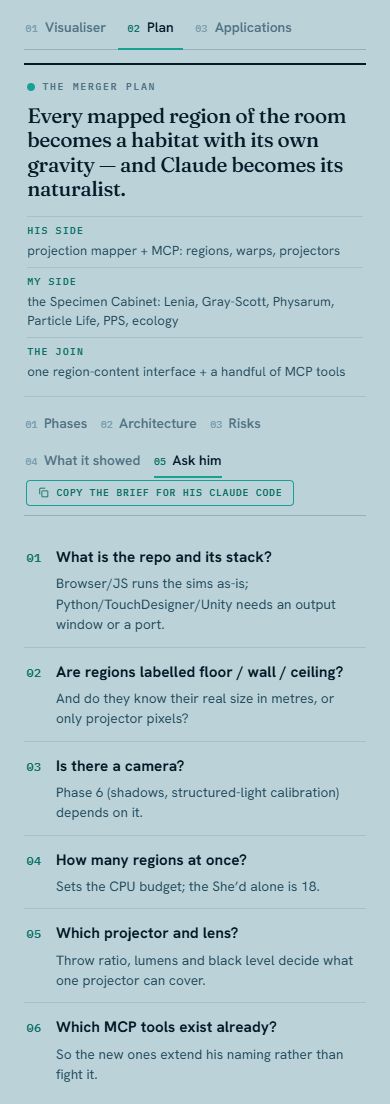 01 Visualiser 02 Plan 03 Applications
THE MERGER PLAN
Every mapped region of the room
becomes a habitat with its own
gravity — and Claude becomes its
naturalist.
HIS SIDE
projection mapper + MCP: regions, warps, projectors
MY SIDE
the Specimen Cabinet: Lenia, Gray-Scott, Physarum,
Particle Life, PPS, ecology
THE JOIN
one region-content interface + a handful of MCP tools
01 Phases 02 Architecture 03 Risks
04 What it showed 05 Ask him
COPY THE BRIEF FOR HIS CLAUDE CODE
01 What is the repo and its stack?
Browser/JS runs the sims as-is;
Python/TouchDesigner/Unity needs an output
window or a port.
02 Are regions labelled floor / wall / ceiling?
And do they know their real size in metres, or
only projector pixels?
03 Is there a camera?
Phase 6 (shadows, structured-light calibration)
depends on it.
04 How many regions at once?
Sets the CPU budget; the She’d alone is 18.
05 Which projector and lens?
Throw ratio, lumens and black level decide what
one projector can cover.
06 Which MCP tools exist already?
So the new ones extend his naming rather than
fight it.